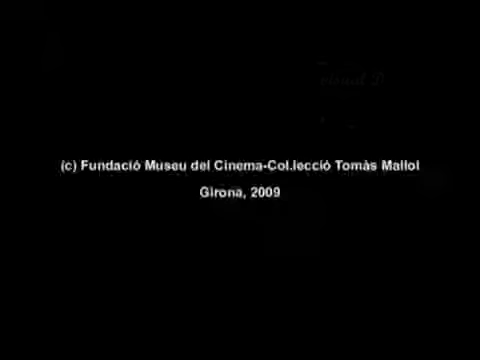 (c) Fundació Museu del Cinema-Col.lecció Tomàs Mallol
Girona, 2009